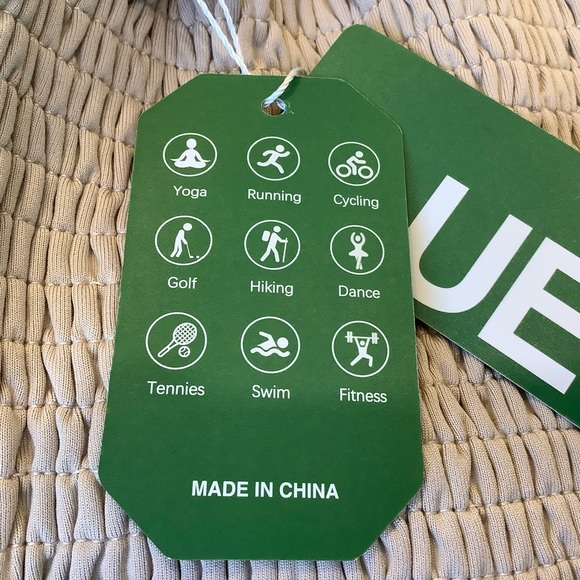 Yoga Running Cycling
Golf Hiking Dance
Tennies Swim Fitness
MADE IN CHINA
UE